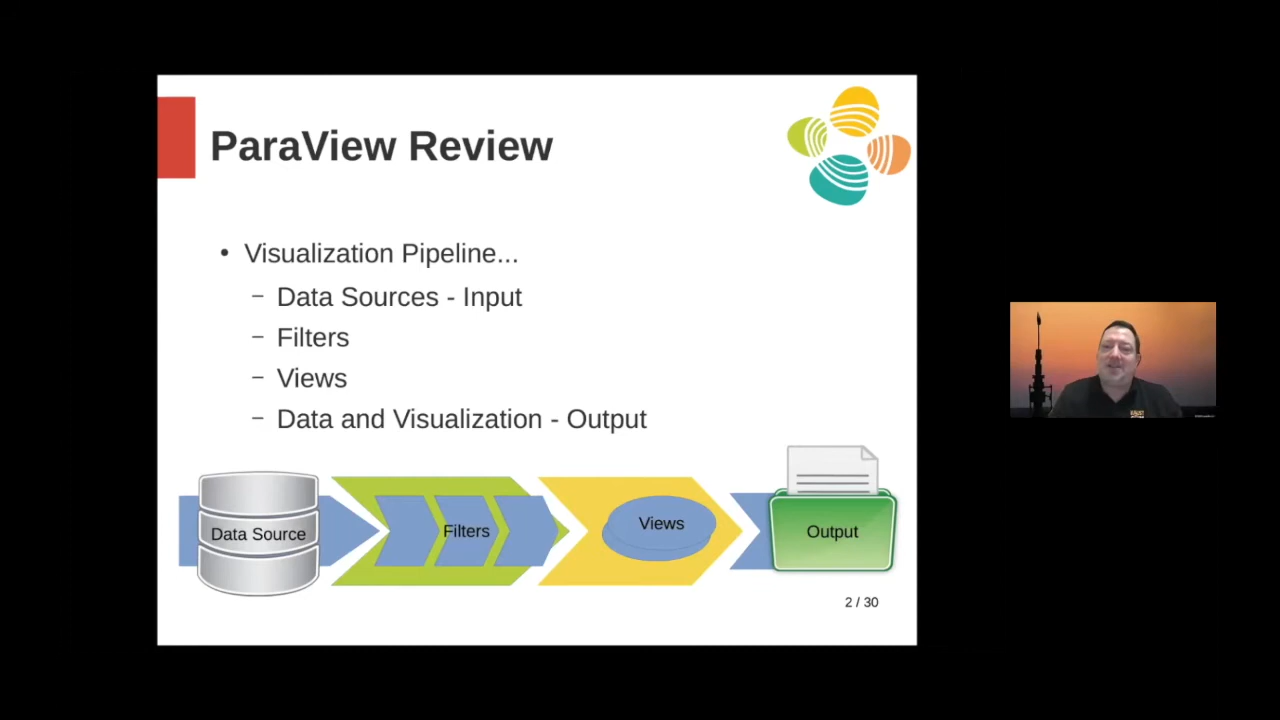 ParaView Review
• Visualization Pipeline...
– Data Sources - Input
– Filters
– Views
– Data and Visualization - Output
Data Source
Filters
Views
Output
2 / 30